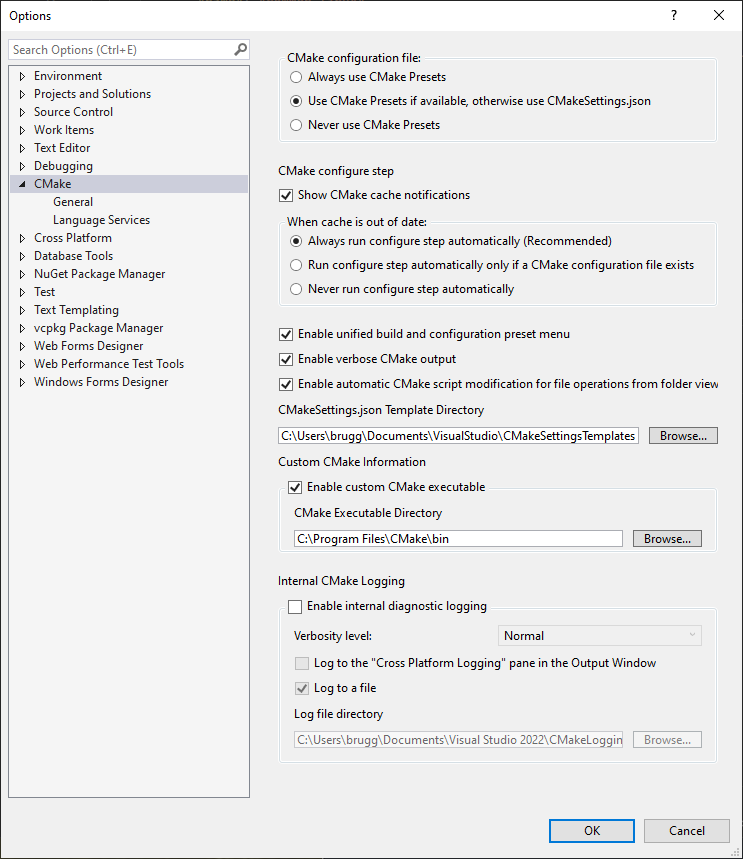 Options
?
Search Options (Ctrl+E)
Environment
Projects and Solutions
Source Control
Work Items
Text Editor
Debugging
CMake
General
Language Services
Cross Platform
Database Tools
NuGet Package Manager
Test
Text Templating
vcpkg Package Manager
Web Forms Designer
Web Performance Test Tools
Windows Forms Designer
CMake configuration file:
Always use CMake Presets
Use CMake Presets if available, otherwise use CMakeSettings.json
Never use CMake Presets
CMake configure step
Show CMake cache notifications
When cache is out of date:
Always run configure step automatically (Recommended)
Run configure step automatically only if a CMake configuration file exists
Never run configure step automatically
Enable unified build and configuration preset menu
Enable verbose CMake output
Enable automatic CMake script modification for file operations from folder view
CMakeSettings.json Template Directory
C:\Users\brugg\Documents\VisualStudio\CMakeSettingsTemplates Browse...
Custom CMake Information
Enable custom CMake executable
CMake Executable Directory
C:\Program Files\CMake\bin Browse...
Internal CMake Logging
Enable internal diagnostic logging
Verbosity level: Normal
Log to the "Cross Platform Logging" pane in the Output Window
Log to a file
Log file directory
C:\Users\brugg\Documents\Visual Studio 2022\CMakeLoggin Browse...
OK Cancel